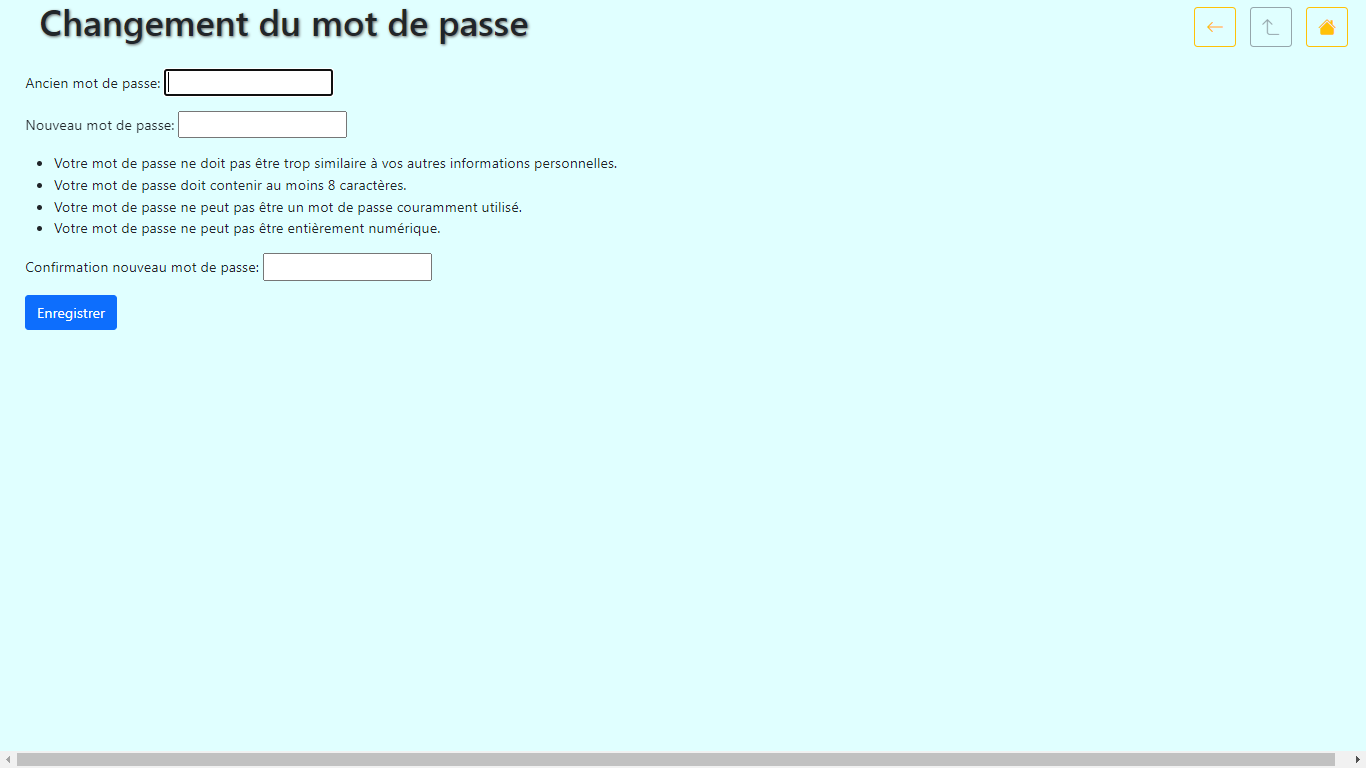 Changement du mot de passe
Ancien mot de passe:
Nouveau mot de passe:
Votre mot de passe ne doit pas être trop similaire à vos autres informations personnelles.
Votre mot de passe doit contenir au moins 8 caractères.
Votre mot de passe ne peut pas être un mot de passe couramment utilisé.
Votre mot de passe ne peut pas être entièrement numérique.
Confirmation nouveau mot de passe:
Enregistrer